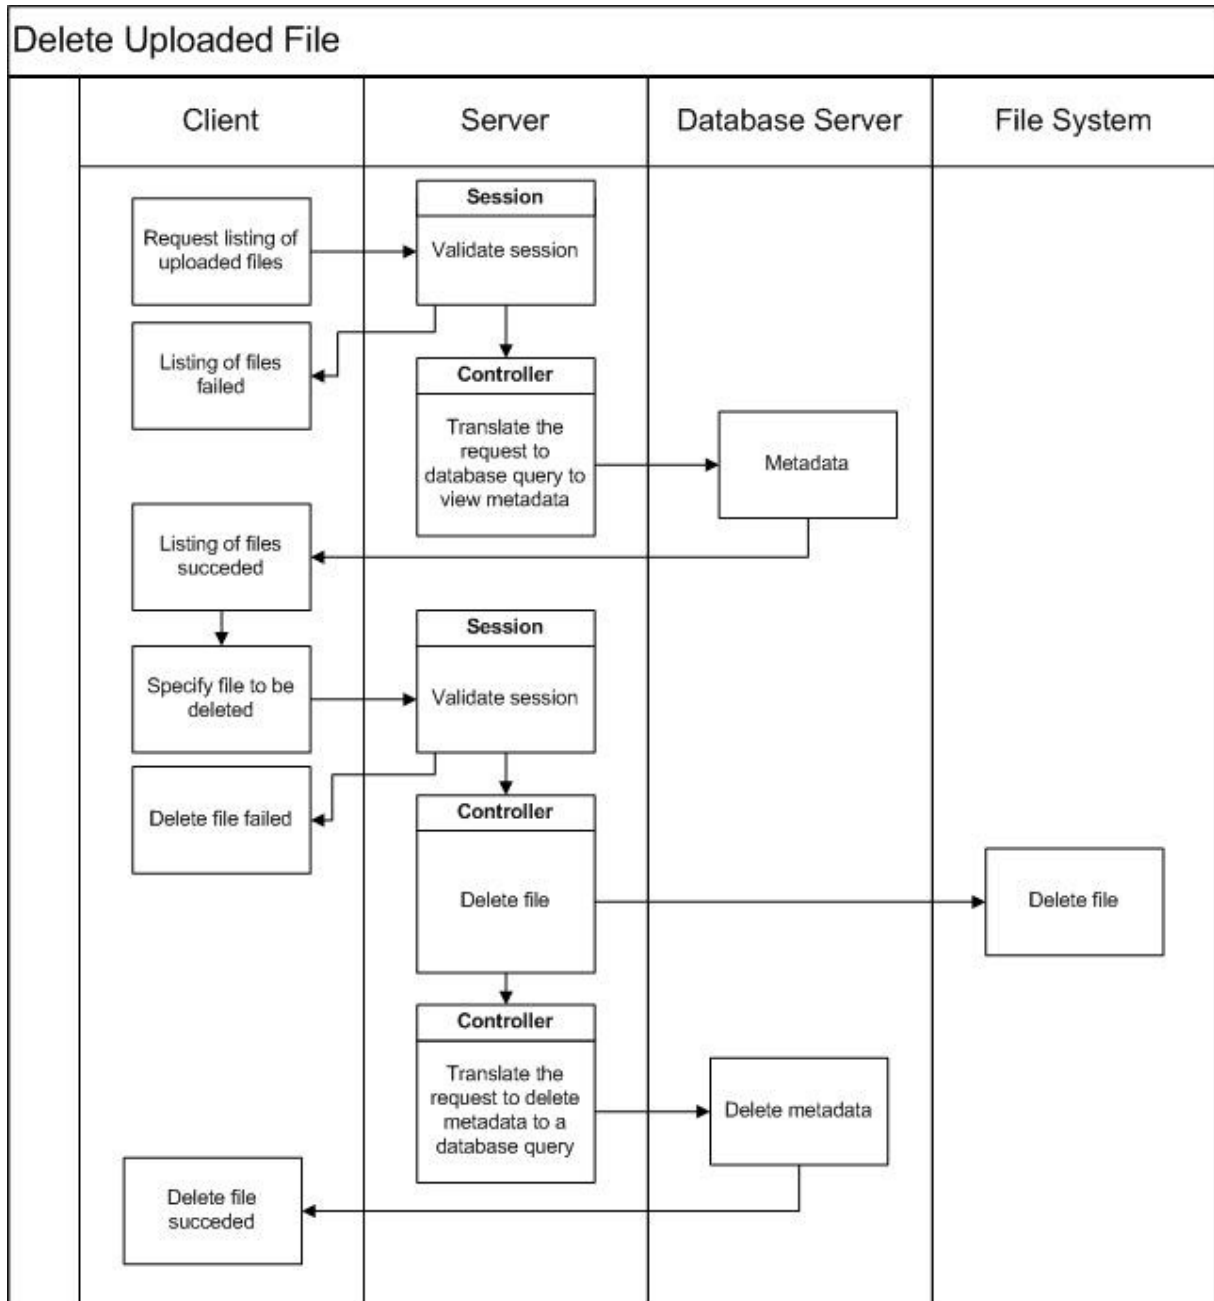 Delete Uploaded File
Client
Server
Database Server
File System
Session
Request listing of
uploaded files
Validate session
Listing of files
failed
Controller
Translate the
request to
database query to
view metadata
Metadata
Listing of files
succeded
Session
Specify file to be
deleted
Validate session
Delete file failed
Controller
Delete file
Delete file
Controller
Translate the
request to delete
metadata to a
database query
Delete metadata
Delete file
succeded